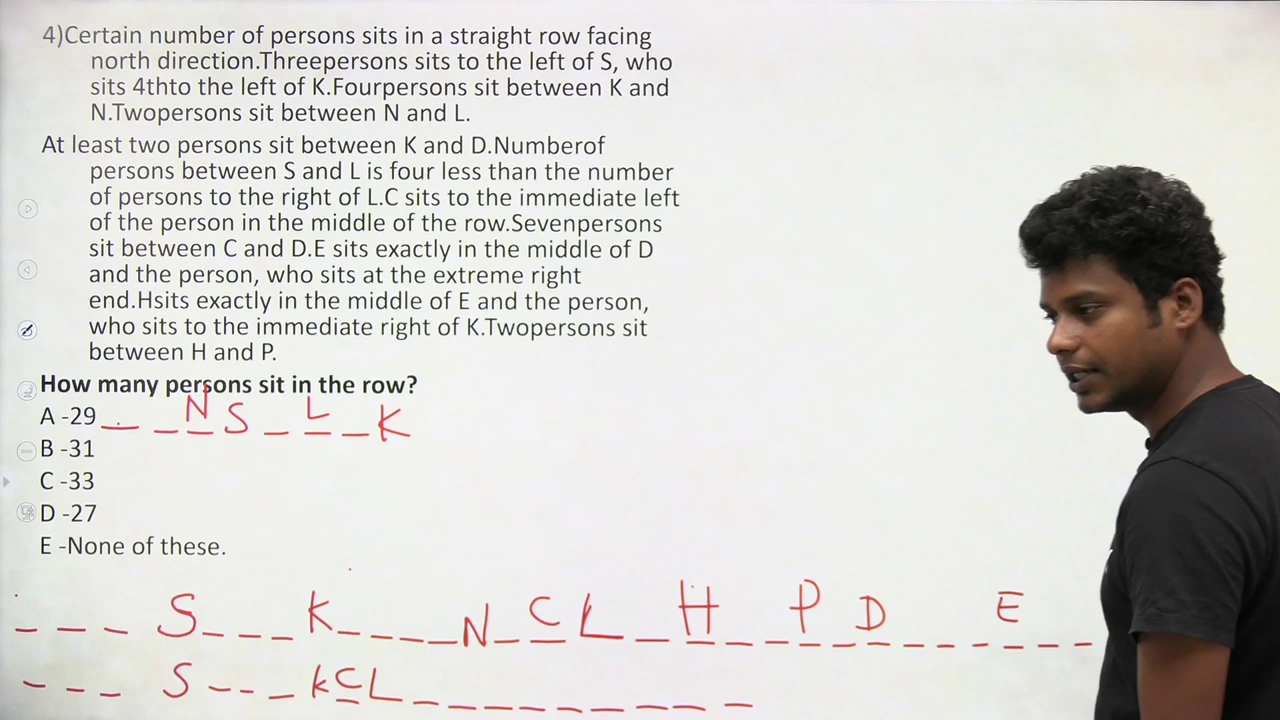 4)Certain number of persons sits in a straight row facing
north direction.Threepersons sits to the left of S, who
sits 4thto the left of K.Fourpersons sit between K and
N.Twopersons sit between N and L.
At least two persons sit between K and D.Numberof
persons between S and L is four less than the number
of persons to the right of L.C sits to the immediate left
of the person in the middle of the row.Sevenpersons
sit between C and D.E sits exactly in the middle of D
and the person, who sits at the extreme right
end.Hsits exactly in the middle of E and the person,
who sits to the immediate right of K.Twopersons sit
between H and P.
How many persons sit in the row?
A -29 _ _ N S _ L _ K
B -31
C -33
D -27
E -None of these.
_ _ _ S _ _ _ K _ _ _ _ N _ C L _ H _ _ P _ D _ _ _ E _ _
_ _ _ S _ _ _ K C L _ _ _ _ _ _ _ _ _ _